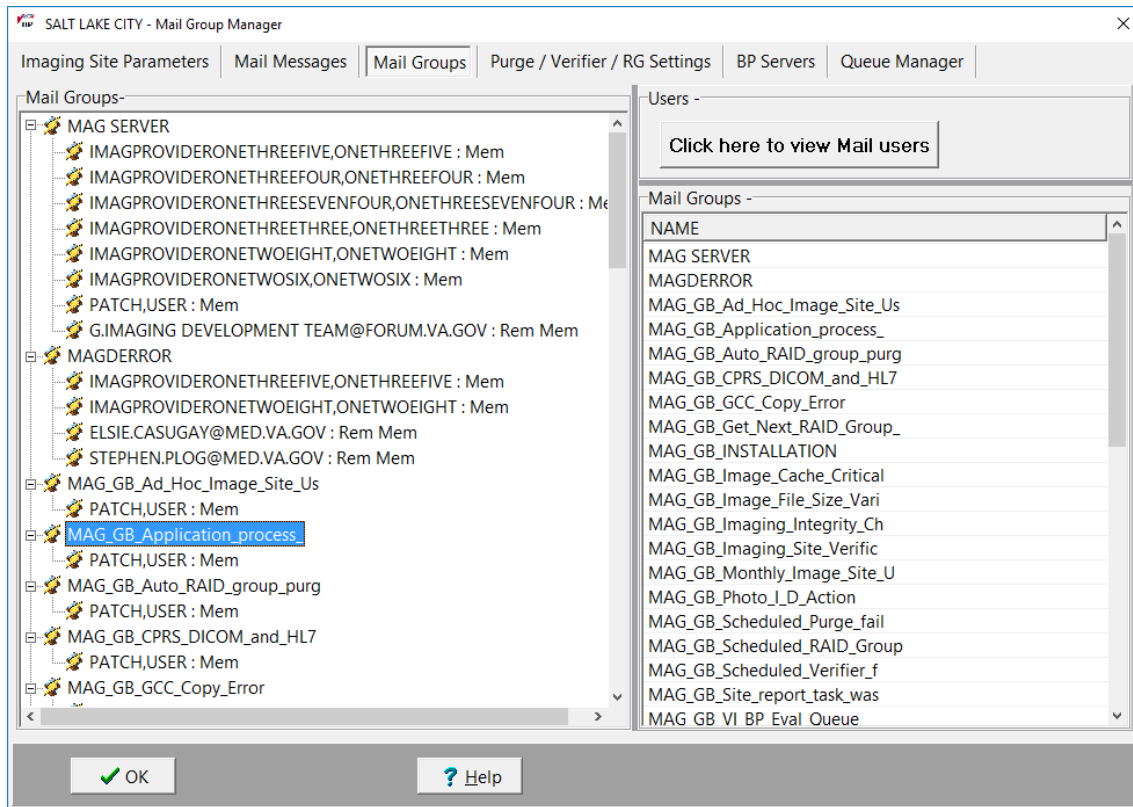 SALT LAKE CITY - Mail Group Manager
Imaging Site Parameters Mail Messages Mail Groups Purge / Verifier / RG Settings BP Servers Queue Manager
Mail Groups-
MAG SERVER
IMAGPROVIDERONETHREEFIVE,ONETHREEFIVE : Mem
IMAGPROVIDERONETHREEFOUR,ONETHREEFOUR : Mem
IMAGPROVIDERONETHREESEVENFOUR,ONETHREESEVENFOUR : Me
IMAGPROVIDERONETHREETHREE,ONETHREETHREE : Mem
IMAGPROVIDERONETWOEIGHT,ONETWOEIGHT : Mem
IMAGPROVIDERONETWOSIX,ONETWOSIX : Mem
PATCH,USER : Mem
G.IMAGING DEVELOPMENT TEAM@FORUM.VA.GOV : Rem Mem
MAGDERROR
IMAGPROVIDERONETHREEFIVE,ONETHREEFIVE : Mem
IMAGPROVIDERONETWOEIGHT,ONETWOEIGHT : Mem
ELSIE.CASUGAY@MED.VA.GOV : Rem Mem
STEPHEN.PLOG@MED.VA.GOV : Rem Mem
MAG_GB_Ad_Hoc_Image_Site_Us
PATCH,USER : Mem
MAG_GB_Application_process_
PATCH,USER : Mem
MAG_GB_Auto_RAID_group_purg
PATCH,USER : Mem
MAG_GB_CPRS_DICOM_and_HL7
PATCH,USER : Mem
MAG_GB_GCC_Copy_Error
Users -
Click here to view Mail users
Mail Groups -
NAME
MAG SERVER
MAGDERROR
MAG_GB_Ad_Hoc_Image_Site_Us
MAG_GB_Application_process_
MAG_GB_Auto_RAID_group_purg
MAG_GB_CPRS_DICOM_and_HL7
MAG_GB_GCC_Copy_Error
MAG_GB_Get_Next_RAID_Group_
MAG_GB_INSTALLATION
MAG_GB_Image_Cache_Critical
MAG_GB_Image_File_Size_Vari
MAG_GB_Imaging_Integrity_Ch
MAG_GB_Imaging_Site_Verific
MAG_GB_Monthly_Image_Site_U
MAG_GB_Photo_I_D_Action
MAG_GB_Scheduled_Purge_fail
MAG_GB_Scheduled_RAID_Group
MAG_GB_Scheduled_Verifier_f
MAG_GB_Site_report_task_was
MAG_GB_VI_BP_Eval_Queue
OK
? Help